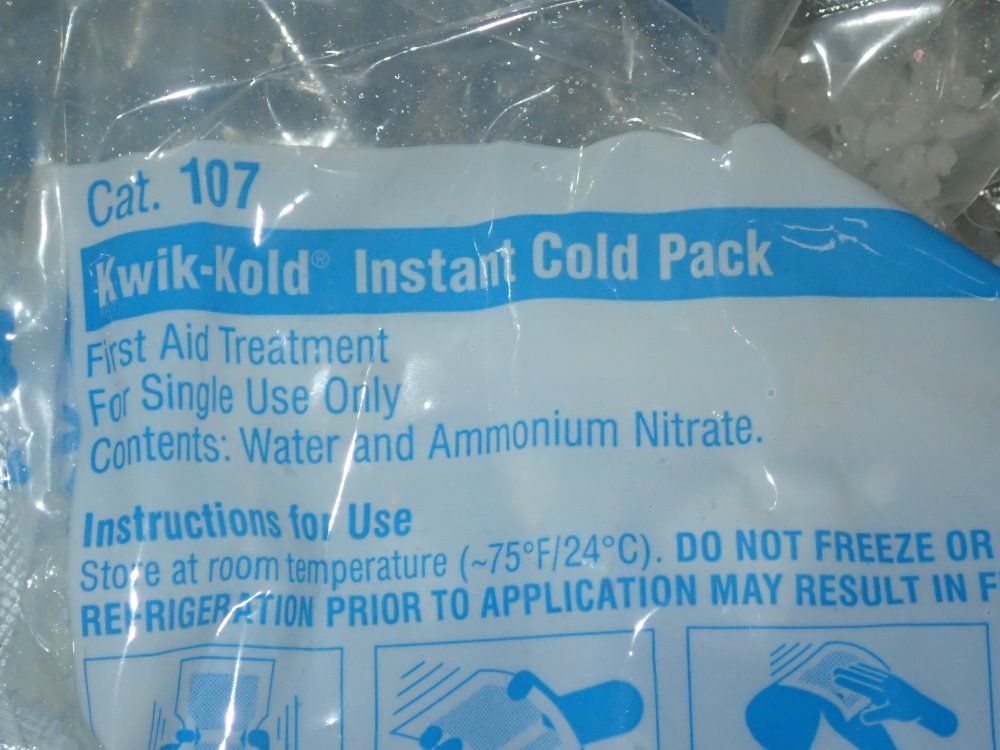 Cat. 107
Kwik-Kold® Instant Cold Pack
First Aid Treatment
For Single Use Only
Contents: Water and Ammonium Nitrate.
Instructions for Use
Store at room temperature (~75°F/24°C). DO NOT FREEZE OR
REFRIGERATION PRIOR TO APPLICATION MAY RESULT IN F